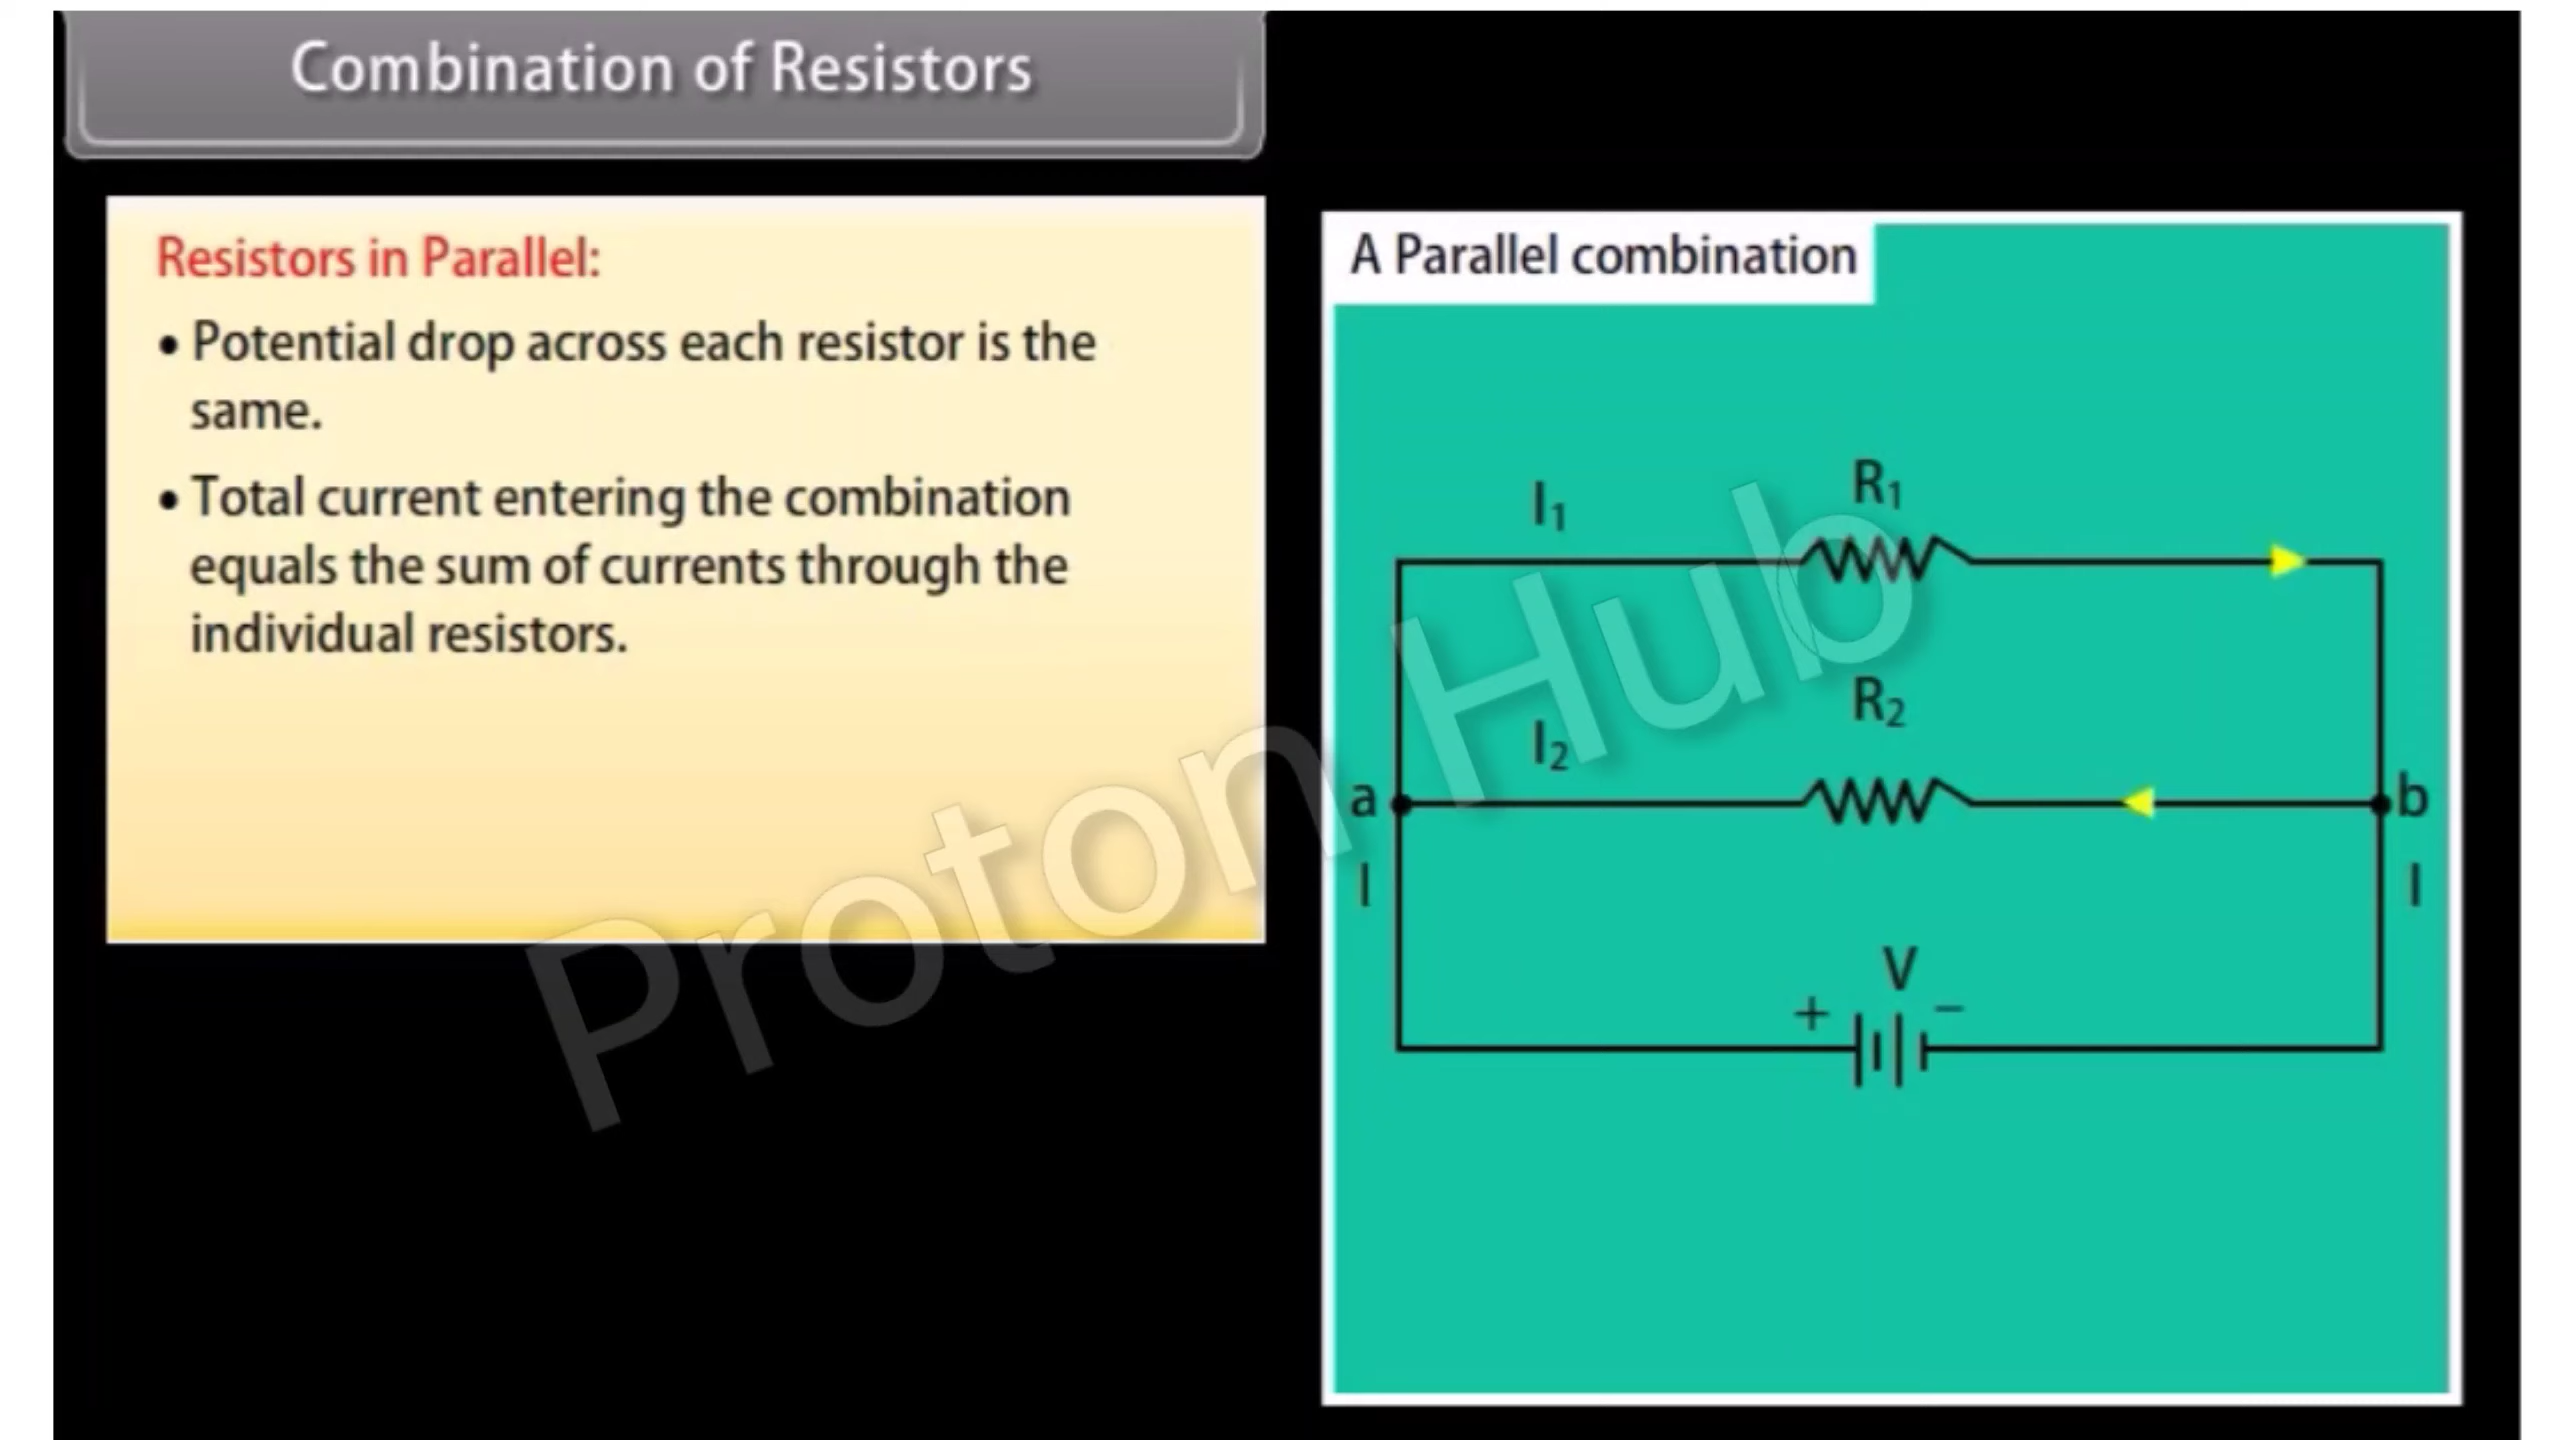 Combination of Resistors
Resistors in Parallel:
• Potential drop across each resistor is the
same.
• Total current entering the combination
equals the sum of currents through the
individual resistors.
A Parallel combination
I₁
R₁
R₂
I₂
a
b
I
I
V
+
−
Proton Hub